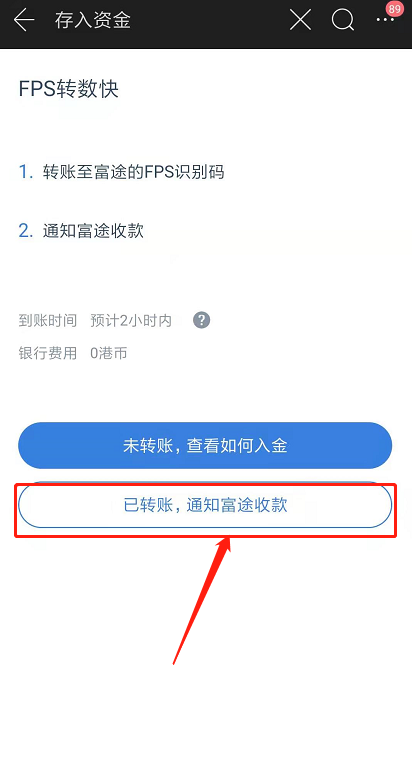 存入资金
89
FPS转数快
1. 转账至富途的FPS识别码
2. 通知富途收款
到账时间 预计2小时内 ?
银行费用 0港币
未转账，查看如何入金
已转账，通知富途收款